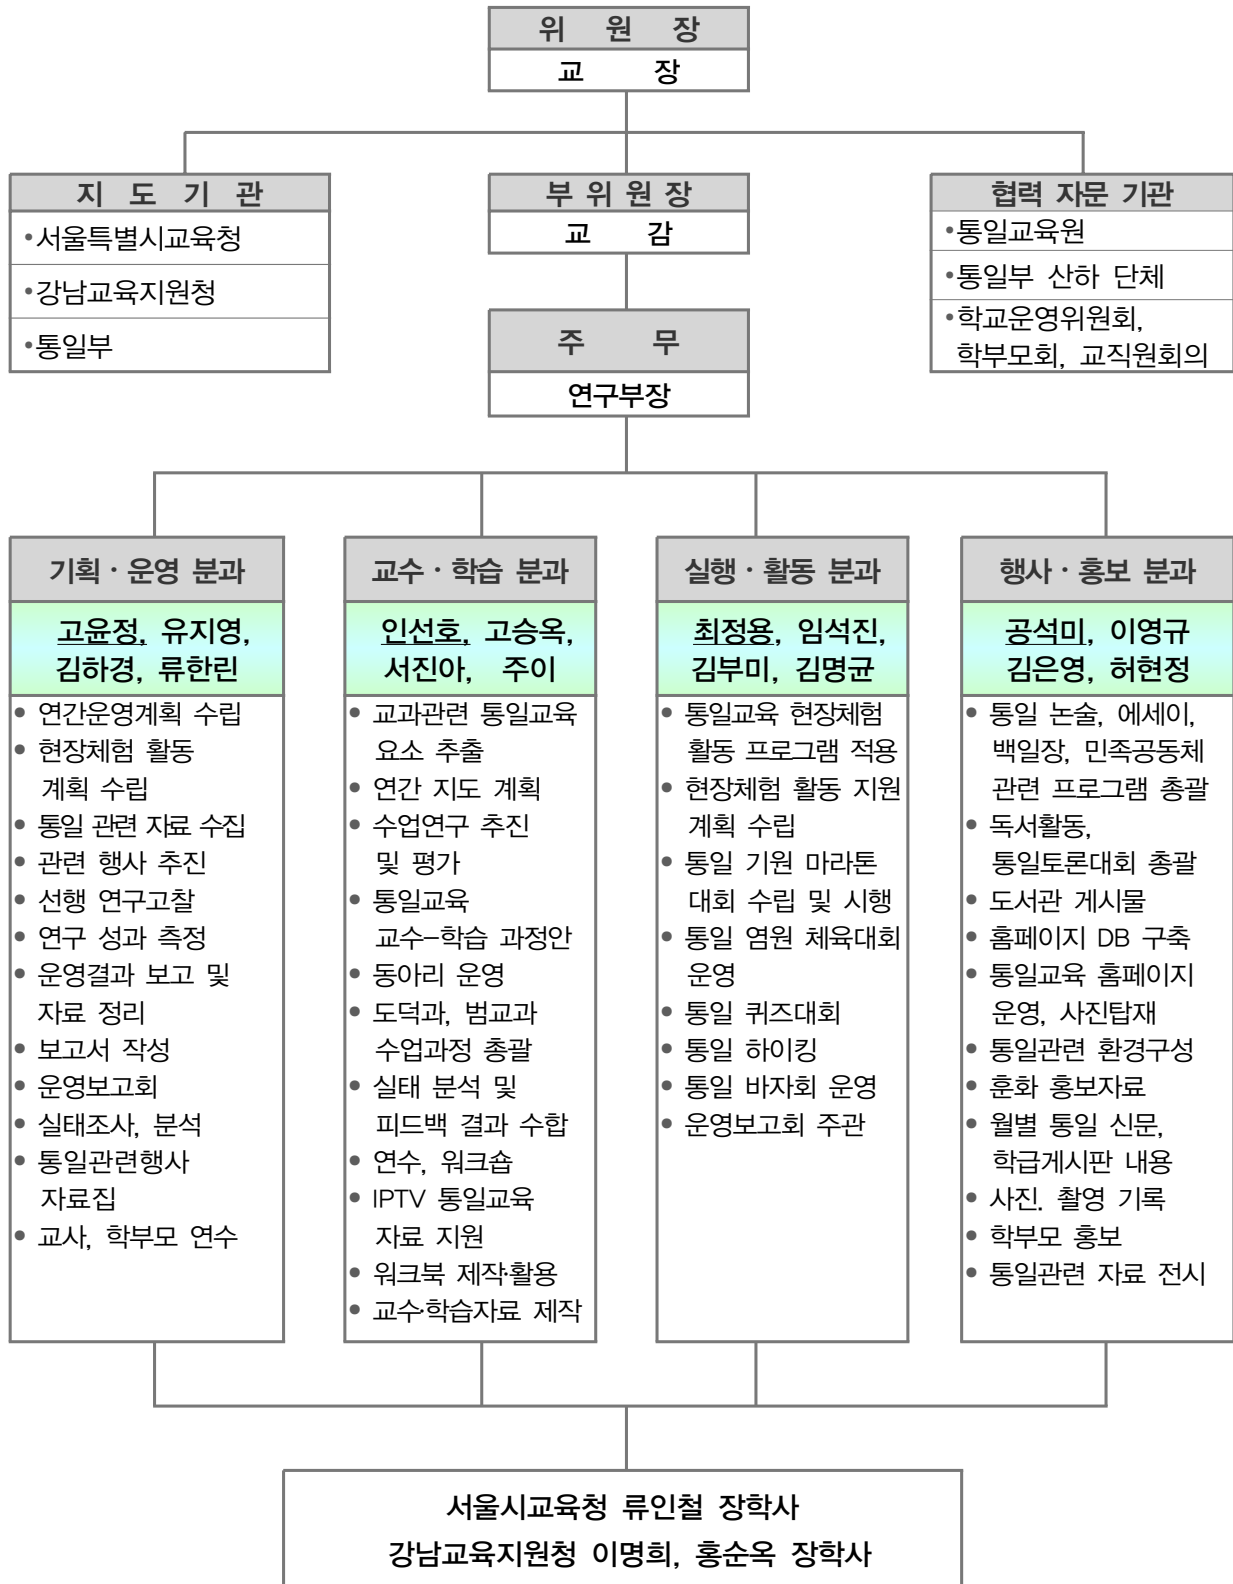 위 원 장
교 장
지 도 기 관
•서울특별시교육청
•강남교육지원청
•통일부
부 위 원 장
교 감
협력 자문 기관
•통일교육원
•통일부 산하 단체
•학교운영위원회,
학부모회, 교직원회의
주 무
연구부장
기획 · 운영 분과
고윤정, 유지영,
김하경, 류한린
• 연간운영계획 수립
• 현장체험 활동
계획 수립
• 통일 관련 자료 수집
• 관련 행사 추진
• 선행 연구고찰
• 연구 성과 측정
• 운영결과 보고 및
자료 정리
• 보고서 작성
• 운영보고회
• 실태조사, 분석
• 통일관련행사
자료집
• 교사, 학부모 연수
교수 · 학습 분과
인선호, 고승옥,
서진아, 주이
• 교과관련 통일교육
요소 추출
• 연간 지도 계획
• 수업연구 추진
및 평가
• 통일교육
교수-학습 과정안
• 동아리 운영
• 도덕과, 범교과
수업과정 총괄
• 실태 분석 및
피드백 결과 수합
• 연수, 워크숍
• IPTV 통일교육
자료 지원
• 워크북 제작·활용
• 교수·학습자료 제작
실행 · 활동 분과
최정용, 임석진,
김부미, 김명균
• 통일교육 현장체험
활동 프로그램 적용
• 현장체험 활동 지원
계획 수립
• 통일 기원 마라톤
대회 수립 및 시행
• 통일 염원 체육대회
운영
• 통일 퀴즈대회
• 통일 하이킹
• 통일 바자회 운영
• 운영보고회 주관
행사 · 홍보 분과
공석미, 이영규
김은영, 허현정
• 통일 논술, 에세이,
백일장, 민족공동체
관련 프로그램 총괄
• 독서활동,
통일토론대회 총괄
• 도서관 게시물
• 홈페이지 DB 구축
• 통일교육 홈페이지
운영, 사진탑재
• 통일관련 환경구성
• 훈화 홍보자료
• 월별 통일 신문,
학급게시판 내용
• 사진. 촬영 기록
• 학부모 홍보
• 통일관련 자료 전시
서울시교육청 류인철 장학사
강남교육지원청 이명희, 홍순옥 장학사